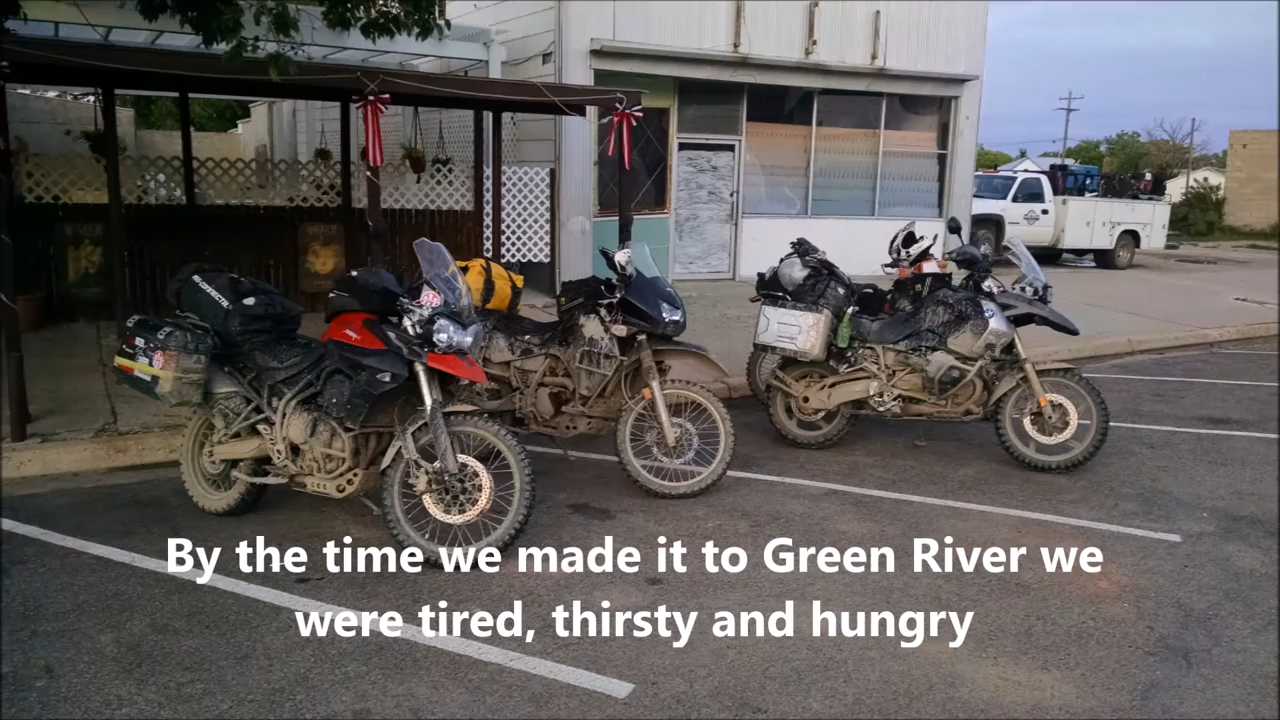 By the time we made it to Green River we
were tired, thirsty and hungry